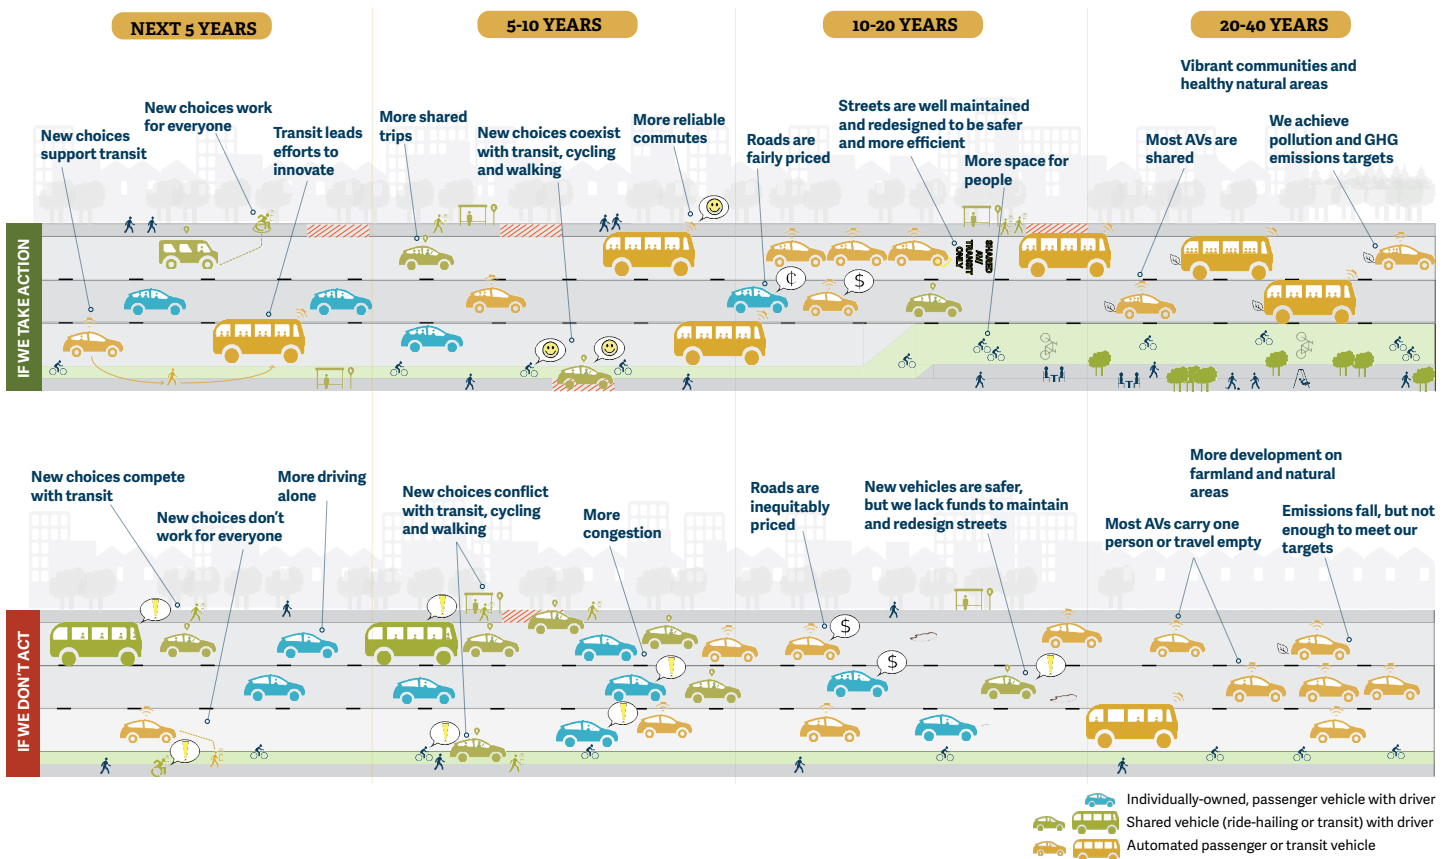 NEXT 5 YEARS
5-10 YEARS
10-20 YEARS
20-40 YEARS
IF WE TAKE ACTION
New choices
support transit
New choices work
for everyone
Transit leads
efforts to
innovate
More shared
trips
New choices coexist
with transit, cycling
and walking
More reliable
commutes
Roads are
fairly priced
Streets are well maintained
and redesigned to be safer
and more efficient
More space for
people
Vibrant communities and
healthy natural areas
Most AVs are
shared
We achieve
pollution and GHG
emissions targets
¢
$
SHARED
AV/
TRANSIT
ONLY
IF WE DON'T ACT
New choices compete
with transit
New choices don't
work for everyone
More driving
alone
New choices conflict
with transit, cycling
and walking
More
congestion
Roads are
inequitably
priced
New vehicles are safer,
but we lack funds to maintain
and redesign streets
More development on
farmland and natural
areas
Most AVs carry one
person or travel empty
Emissions fall, but not
enough to meet our
targets
!
!
!
!
!
!
!
$
$
Individually-owned, passenger vehicle with driver
Shared vehicle (ride-hailing or transit) with driver
Automated passenger or transit vehicle